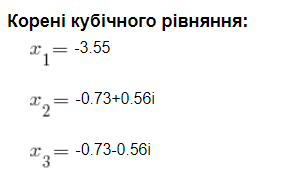 Корені кубічного рівняння:
x₁= -3.55
x₂= -0.73+0.56i
x₃= -0.73-0.56i